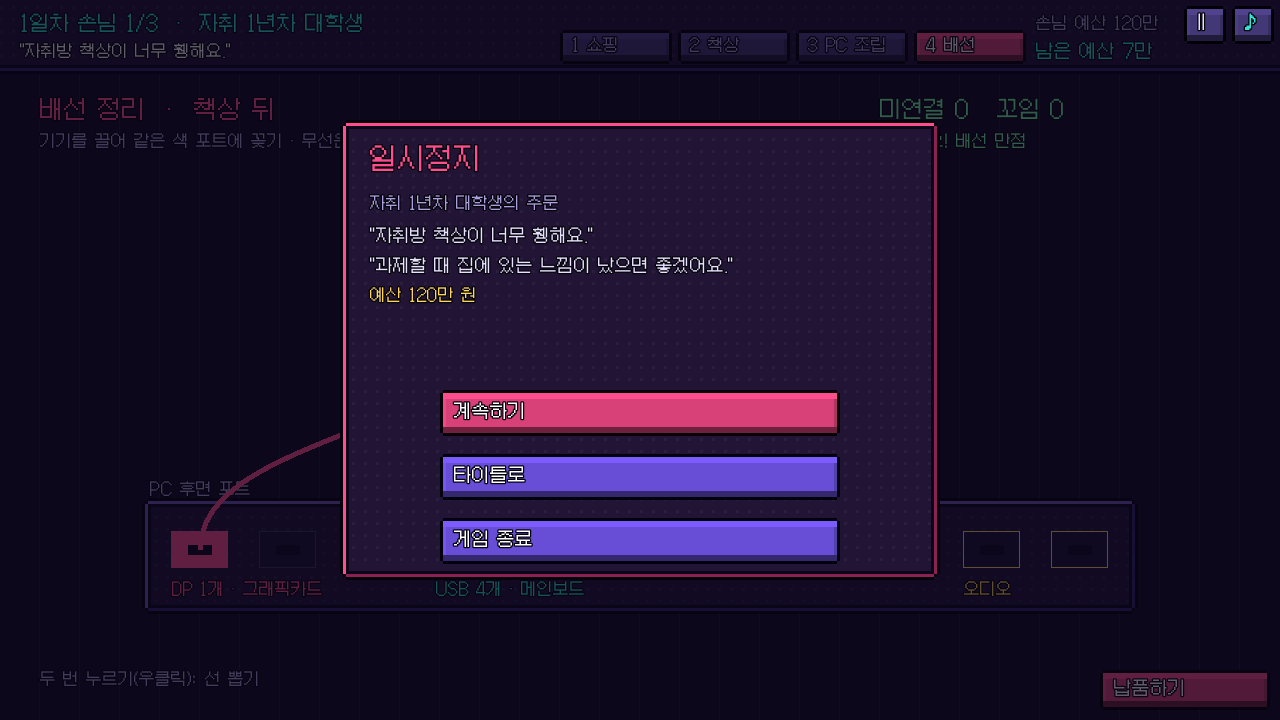 1일차 손님 1/3 · 자취 1년차 대학생
"자취방 책상이 너무 휑해요."
1 쇼핑
2 책상
3 PC 조립
4 배선
손님 예산 120만
남은 예산 7만
배선 정리 · 책상 뒤
미연결 0 꼬임 0
기기를 끌어 같은 색 포트에 꽂기 · 무선은
! 배선 만점
일시정지
자취 1년차 대학생의 주문
"자취방 책상이 너무 휑해요."
"과제할 때 집에 있는 느낌이 났으면 좋겠어요."
예산 120만 원
계속하기
타이틀로
게임 종료
PC 후면 포트
DP 1개 · 그래픽카드
USB 4개 · 메인보드
오디오
두 번 누르기(우클릭): 선 뽑기
납품하기